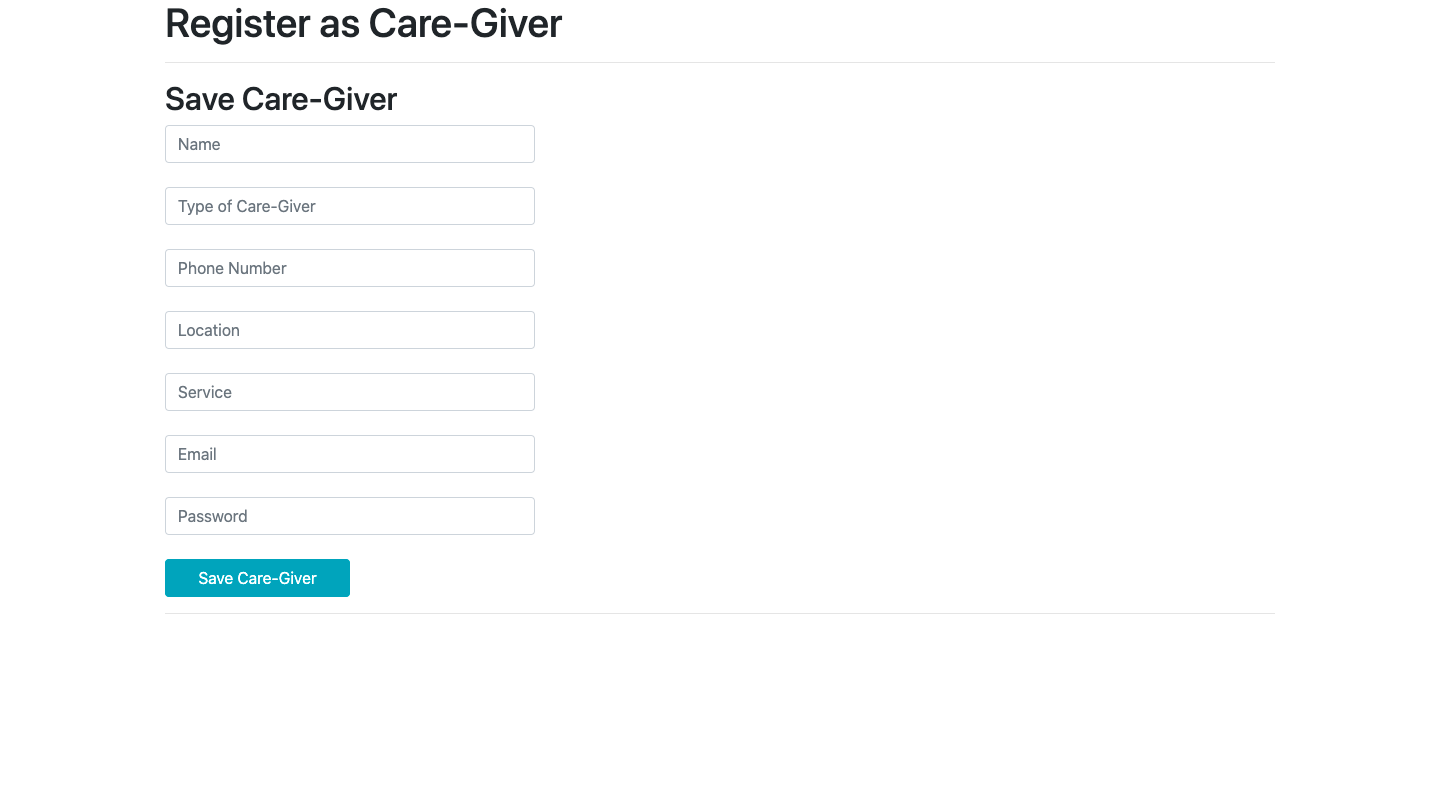 Register as Care-Giver
Save Care-Giver
Name
Type of Care-Giver
Phone Number
Location
Service
Email
Password
Save Care-Giver